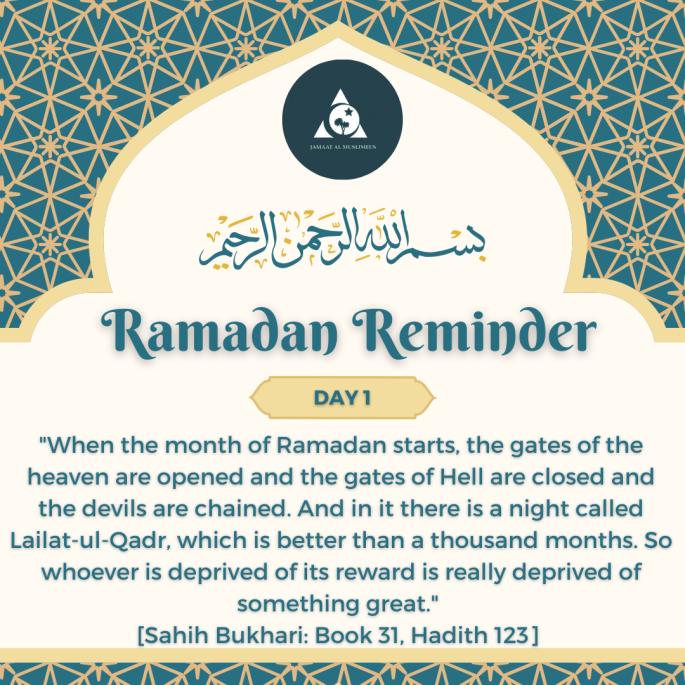 JAMAAT AL MUSLIMEEN
بسم الله الرحمن الرحيم
Ramadan Reminder
DAY 1
"When the month of Ramadan starts, the gates of the
heaven are opened and the gates of Hell are closed and
the devils are chained. And in it there is a night called
Lailat-ul-Qadr, which is better than a thousand months. So
whoever is deprived of its reward is really deprived of
something great."
[Sahih Bukhari: Book 31, Hadith 123]